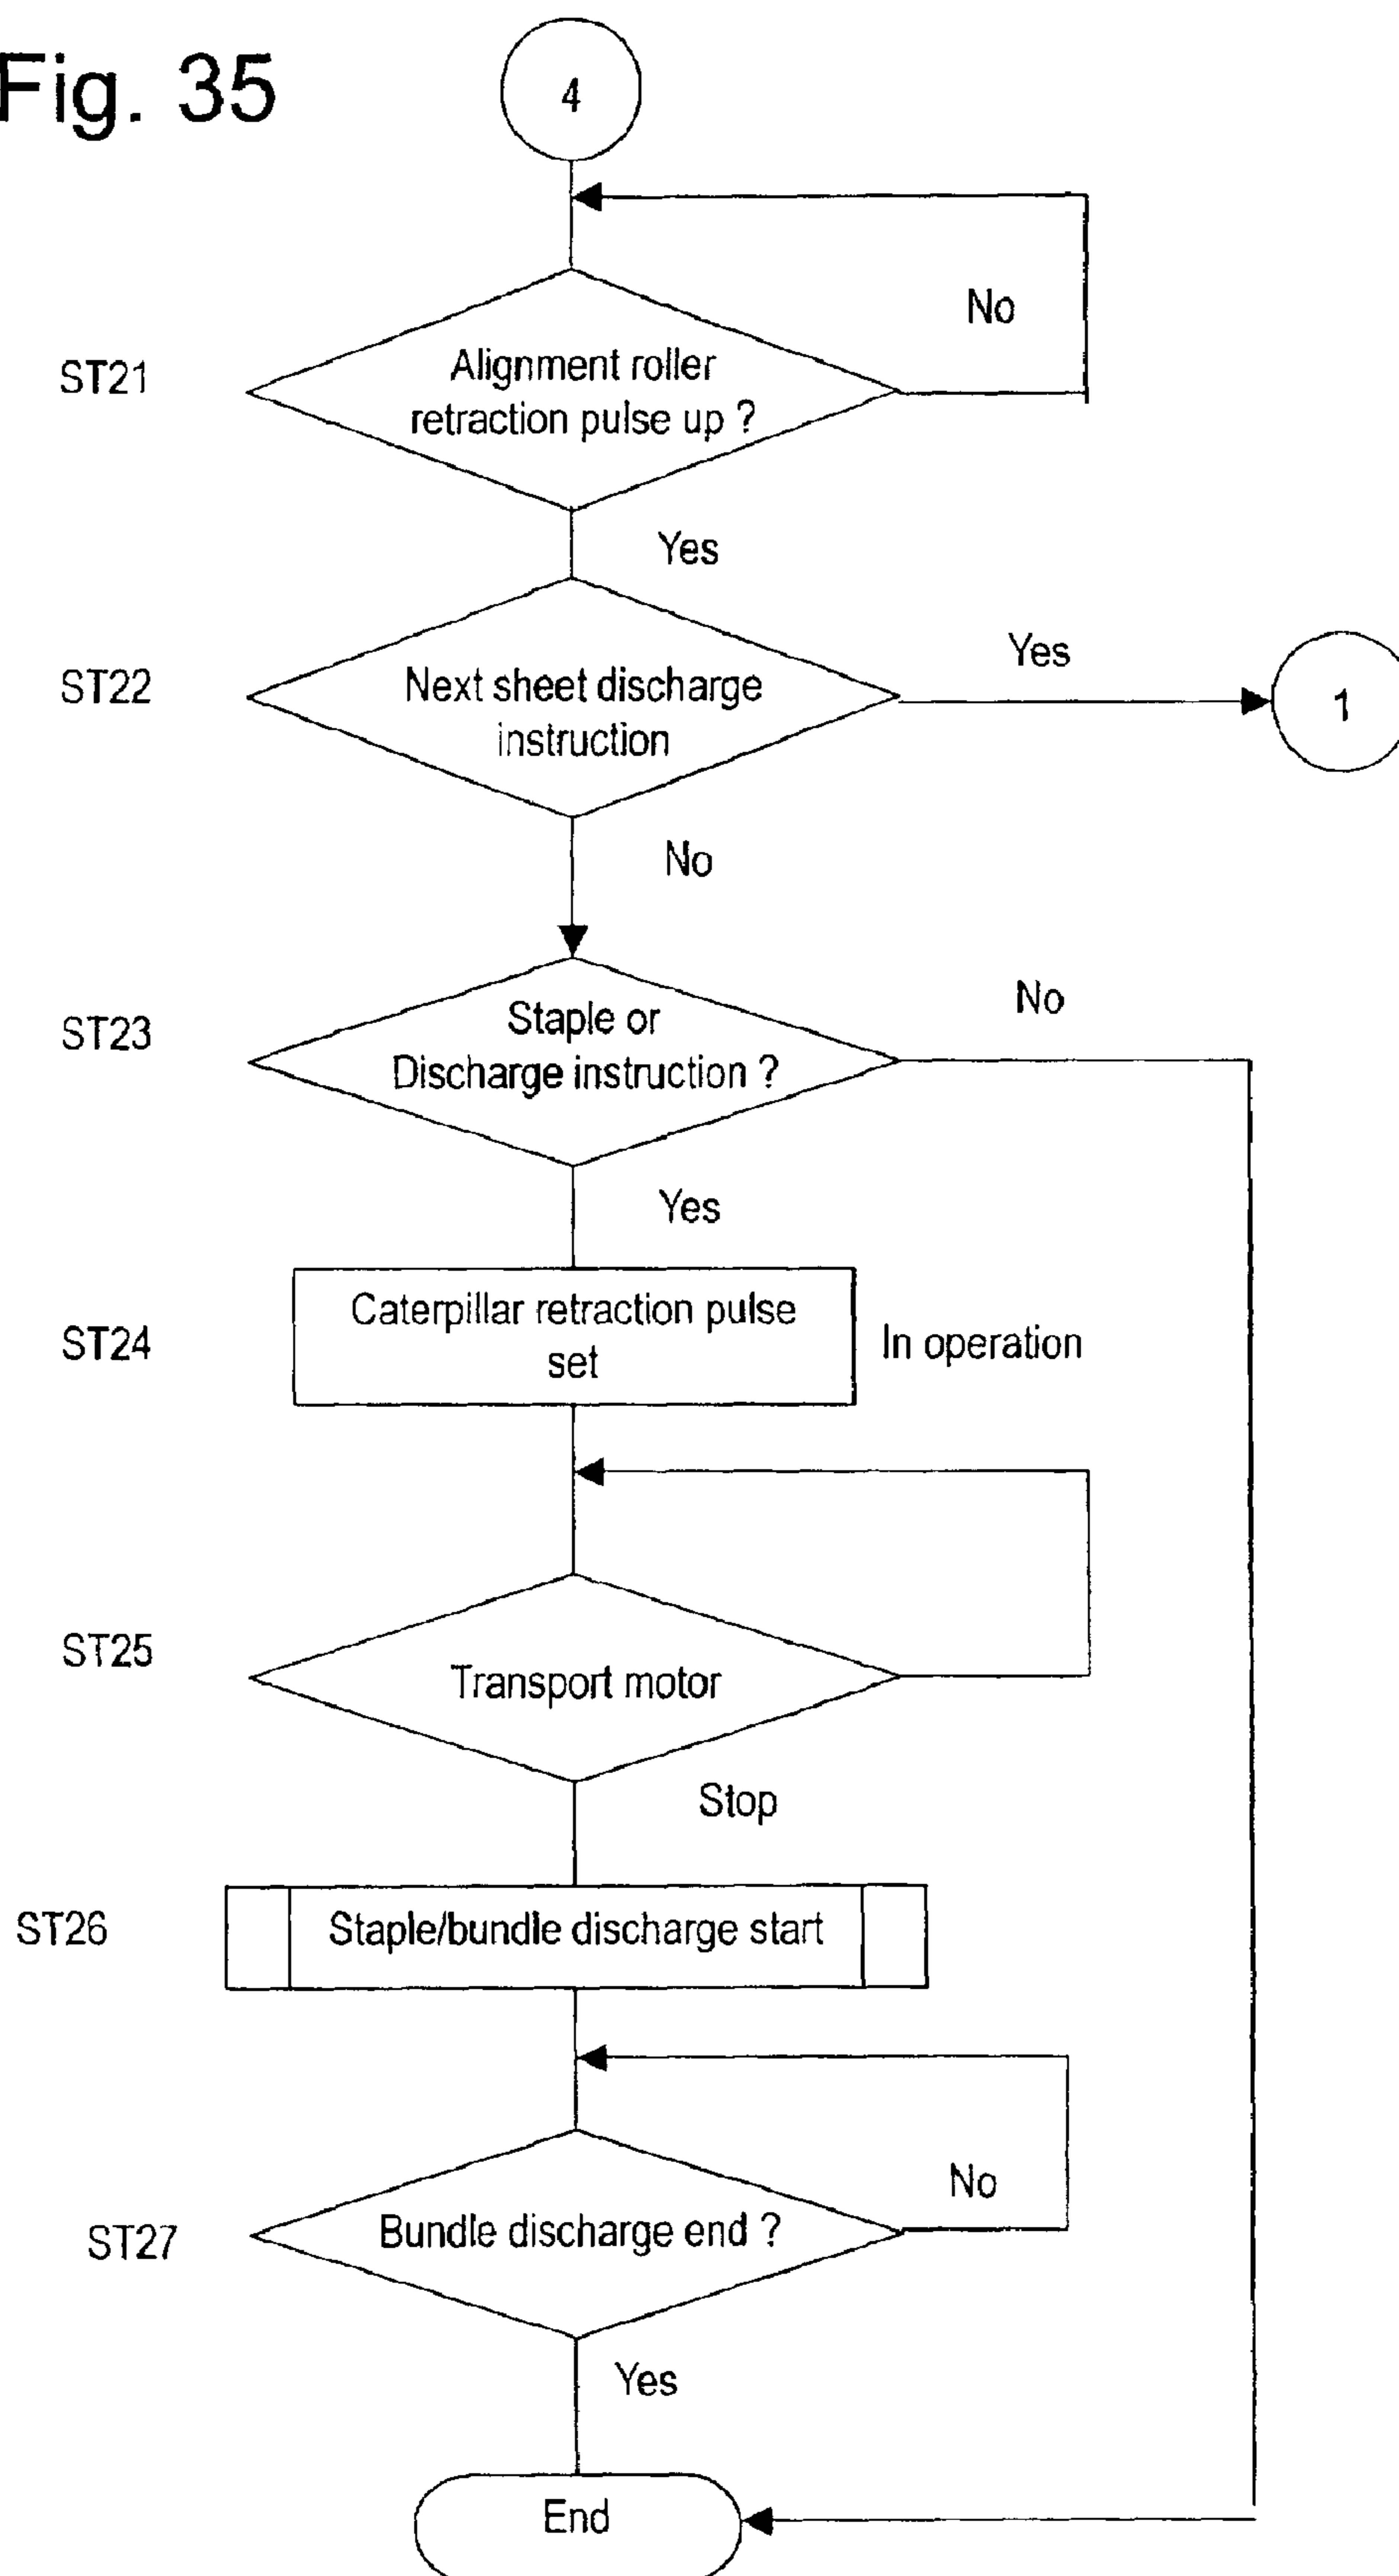 Fig. 35
4
No
ST21
Alignment roller
retraction pulse up ?
Yes
ST22
Next sheet discharge
instruction
Yes
1
No
ST23
Staple or
Discharge instruction ?
No
Yes
ST24
Caterpillar retraction pulse
set
In operation
ST25
Transport motor
Stop
ST26
Staple/bundle discharge start
ST27
Bundle discharge end ?
No
Yes
End